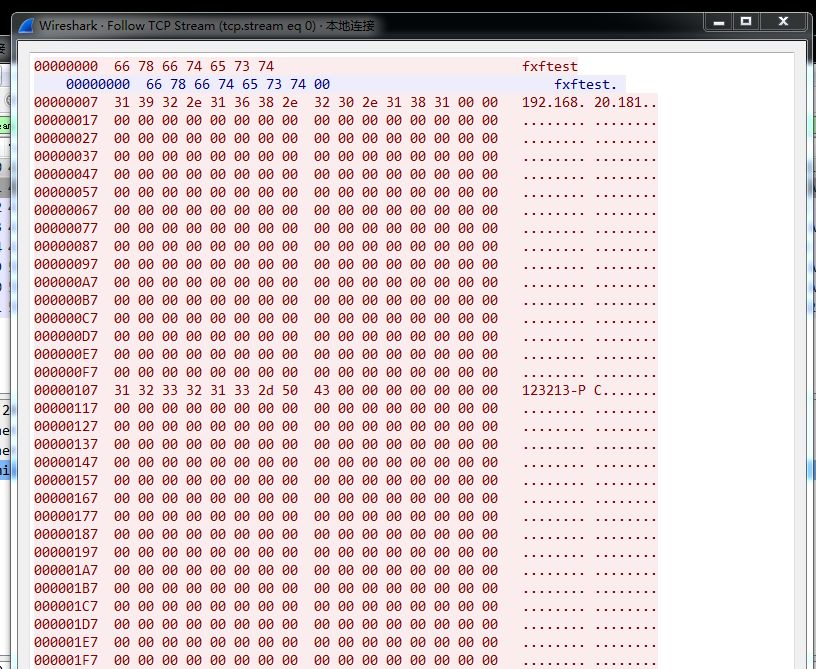 Wireshark · Follow TCP Stream (tcp.stream eq 0) · 本地连接
00000000 66 78 66 74 65 73 74 fxftest
00000000 66 78 66 74 65 73 74 00 fxftest.
00000007 31 39 32 2e 31 36 38 2e 32 30 2e 31 38 31 00 00 192.168. 20.181..
00000017 00 00 00 00 00 00 00 00 00 00 00 00 00 00 00 00 ........ ........
00000027 00 00 00 00 00 00 00 00 00 00 00 00 00 00 00 00 ........ ........
00000037 00 00 00 00 00 00 00 00 00 00 00 00 00 00 00 00 ........ ........
00000047 00 00 00 00 00 00 00 00 00 00 00 00 00 00 00 00 ........ ........
00000057 00 00 00 00 00 00 00 00 00 00 00 00 00 00 00 00 ........ ........
00000067 00 00 00 00 00 00 00 00 00 00 00 00 00 00 00 00 ........ ........
00000077 00 00 00 00 00 00 00 00 00 00 00 00 00 00 00 00 ........ ........
00000087 00 00 00 00 00 00 00 00 00 00 00 00 00 00 00 00 ........ ........
00000097 00 00 00 00 00 00 00 00 00 00 00 00 00 00 00 00 ........ ........
000000A7 00 00 00 00 00 00 00 00 00 00 00 00 00 00 00 00 ........ ........
000000B7 00 00 00 00 00 00 00 00 00 00 00 00 00 00 00 00 ........ ........
000000C7 00 00 00 00 00 00 00 00 00 00 00 00 00 00 00 00 ........ ........
000000D7 00 00 00 00 00 00 00 00 00 00 00 00 00 00 00 00 ........ ........
000000E7 00 00 00 00 00 00 00 00 00 00 00 00 00 00 00 00 ........ ........
000000F7 00 00 00 00 00 00 00 00 00 00 00 00 00 00 00 00 ........ ........
00000107 31 32 33 32 31 33 2d 50 43 00 00 00 00 00 00 00 123213-P C.......
00000117 00 00 00 00 00 00 00 00 00 00 00 00 00 00 00 00 ........ ........
00000127 00 00 00 00 00 00 00 00 00 00 00 00 00 00 00 00 ........ ........
00000137 00 00 00 00 00 00 00 00 00 00 00 00 00 00 00 00 ........ ........
00000147 00 00 00 00 00 00 00 00 00 00 00 00 00 00 00 00 ........ ........
00000157 00 00 00 00 00 00 00 00 00 00 00 00 00 00 00 00 ........ ........
00000167 00 00 00 00 00 00 00 00 00 00 00 00 00 00 00 00 ........ ........
00000177 00 00 00 00 00 00 00 00 00 00 00 00 00 00 00 00 ........ ........
00000187 00 00 00 00 00 00 00 00 00 00 00 00 00 00 00 00 ........ ........
00000197 00 00 00 00 00 00 00 00 00 00 00 00 00 00 00 00 ........ ........
000001A7 00 00 00 00 00 00 00 00 00 00 00 00 00 00 00 00 ........ ........
000001B7 00 00 00 00 00 00 00 00 00 00 00 00 00 00 00 00 ........ ........
000001C7 00 00 00 00 00 00 00 00 00 00 00 00 00 00 00 00 ........ ........
000001D7 00 00 00 00 00 00 00 00 00 00 00 00 00 00 00 00 ........ ........
000001E7 00 00 00 00 00 00 00 00 00 00 00 00 00 00 00 00 ........ ........
000001F7 00 00 00 00 00 00 00 00 00 00 00 00 00 00 00 00 ........ ........